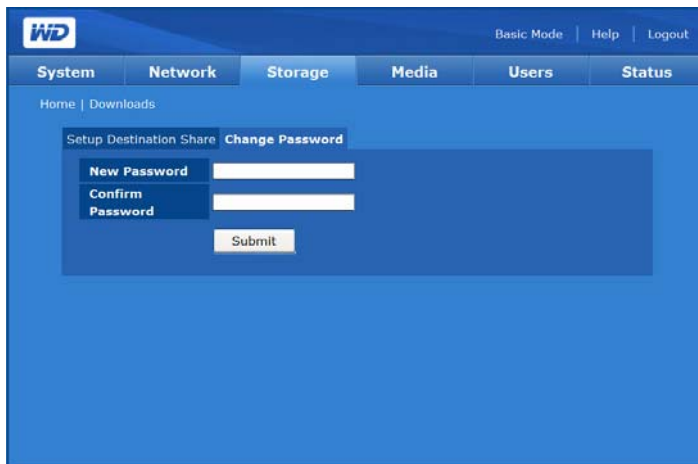 WD
Basic Mode | Help | Logout
System Network Storage Media Users Status
Home | Downloads
Setup Destination Share Change Password
New Password
Confirm
Password
Submit